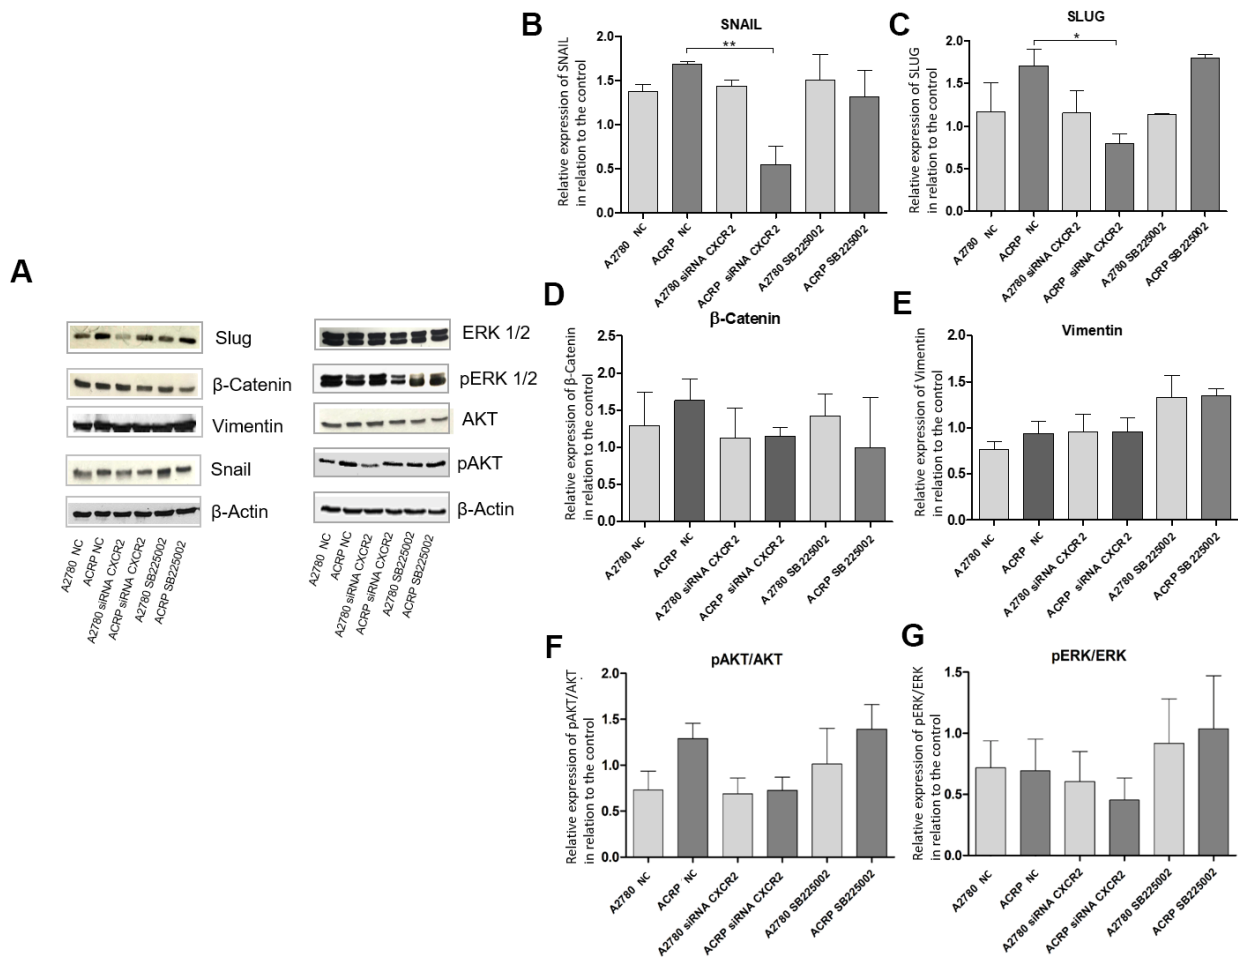 A
Slug
β-Catenin
Vimentin
Snail
β-Actin
A2780 NC
ACRP NC
A2780 siRNA CXCR2
ACRP siRNA CXCR2
A2780 SB225002
ACRP SB225002
ERK 1/2
pERK 1/2
AKT
pAKT
β-Actin
A2780 NC
ACRP NC
A2780 siRNA CXCR2
ACRP siRNA CXCR2
A2780 SB225002
ACRP SB225002
B
SNAIL
Relative expression of SNAIL
in relation to the control
2.0
1.5
1.0
0.5
0.0
**
A2780 NC
ACRP NC
A2780 siRNA CXCR2
ACRP siRNA CXCR2
A2780 SB225002
ACRP SB225002
C
SLUG
Relative expression of SLUG
in relation to the control
2.0
1.5
1.0
0.5
0.0
*
A2780 NC
ACRP NC
A2780 siRNA CXCR2
ACRP siRNA CXCR2
A2780 SB225002
ACRP SB225002
D
β-Catenin
Relative expression of β-Catenin
in relation to the control
2.5
2.0
1.5
1.0
0.5
0.0
A2780 NC
ACRP NC
A2780 siRNA CXCR2
ACRP siRNA CXCR2
A2780 SB225002
ACRP SB225002
E
Vimentin
Relative expression of Vimentin
in relation to the control
2.0
1.5
1.0
0.5
0.0
A2780 NC
ACRP NC
A2780 siRNA CXCR2
ACRP siRNA CXCR2
A2780 SB225002
ACRP SB225002
F
pAKT/AKT
Relative expression of pAKT/AKT
in relation to the control
2.0
1.5
1.0
0.5
0.0
A2780 NC
ACRP NC
A2780 siRNA CXCR2
ACRP siRNA CXCR2
A2780 SB225002
ACRP SB225002
G
pERK/ERK
Relative expression of pERK/ERK
in relation to the control
1.5
1.0
0.5
0.0
A2780 NC
ACRP NC
A2780 siRNA CXCR2
ACRP siRNA CXCR2
A2780 SB225002
ACRP SB225002